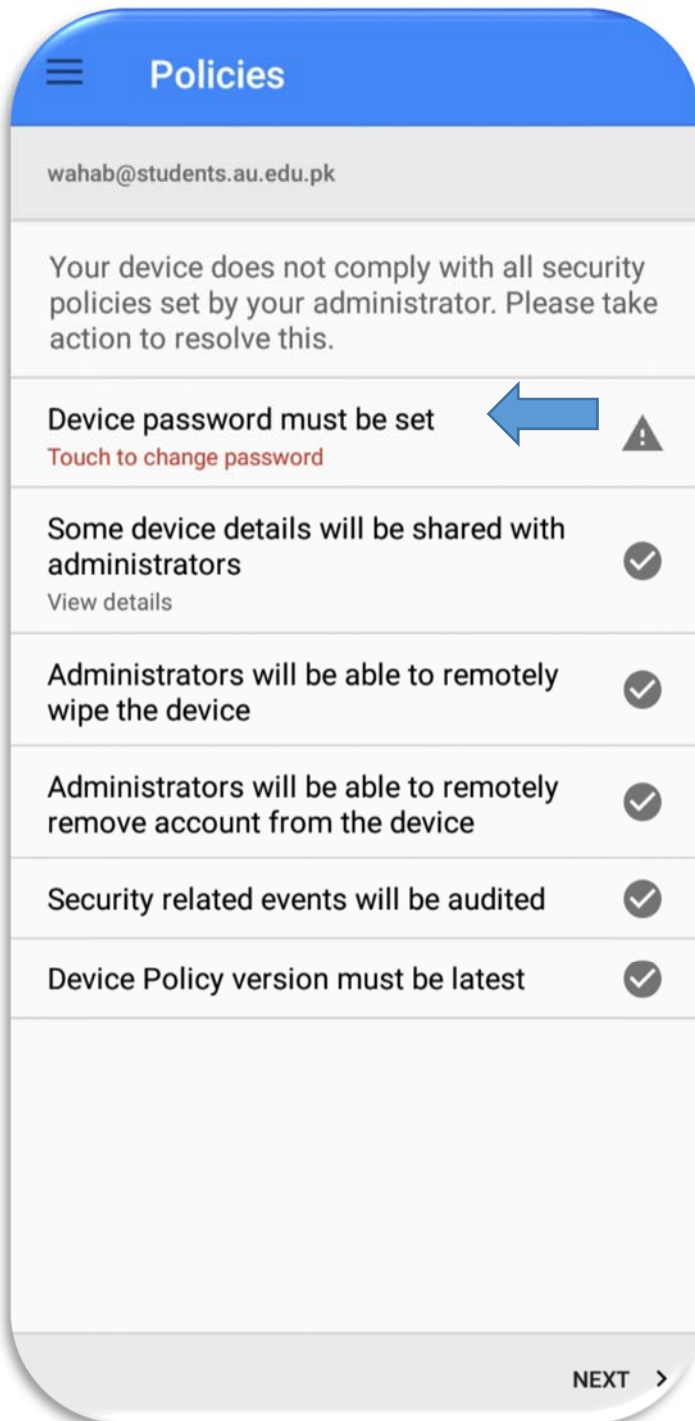 Policies
wahab@students.au.edu.pk
Your device does not comply with all security
policies set by your administrator. Please take
action to resolve this.
Device password must be set
Touch to change password
Some device details will be shared with
administrators
View details
Administrators will be able to remotely
wipe the device
Administrators will be able to remotely
remove account from the device
Security related events will be audited
Device Policy version must be latest
NEXT